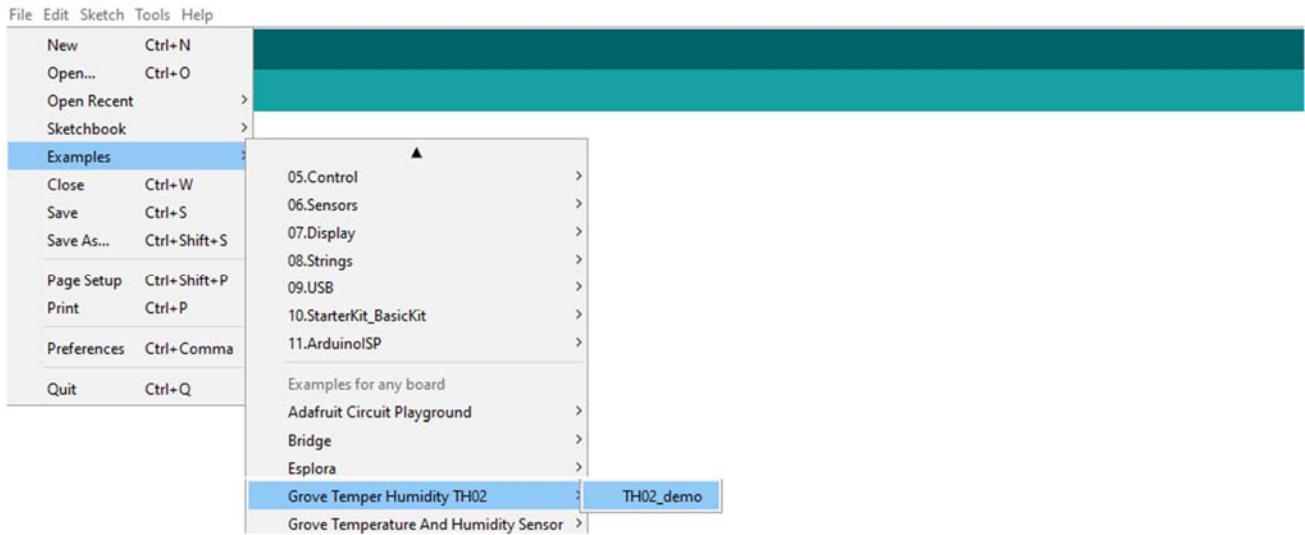 File Edit Sketch Tools Help
New Ctrl+N
Open... Ctrl+O
Open Recent
Sketchbook
Examples
Close Ctrl+W
Save Ctrl+S
Save As... Ctrl+Shift+S
Page Setup Ctrl+Shift+P
Print Ctrl+P
Preferences Ctrl+Comma
Quit Ctrl+Q
05.Control
06.Sensors
07.Display
08.Strings
09.USB
10.StarterKit_BasicKit
11.ArduinoISP
Examples for any board
Adafruit Circuit Playground
Bridge
Esplora
Grove Temper Humidity TH02
Grove Temperature And Humidity Sensor
TH02_demo